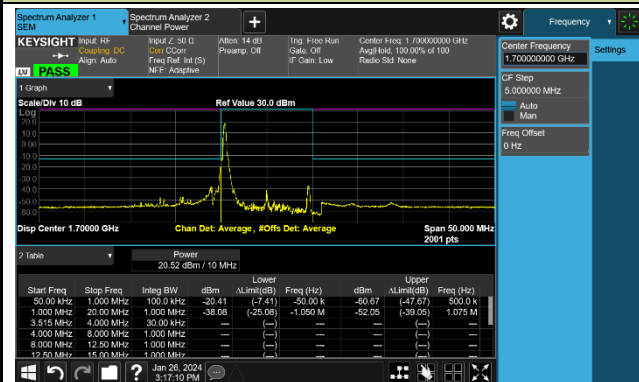 Spectrum Analyzer 1
SEM
Spectrum Analyzer 2
Channel Power
Frequency
KEYSIGHT
Input: RF
Coupling: DC
Align: Auto
Input Z: 50 Ω
Corr CCorr
Freq Ref: Int (S)
NFE: Adaptive
Atten: 14 dB
Preamp: Off
Trig: Free Run
Gate: Off
IF Gain: Low
Center Freq: 1.700000000 GHz
Avg|Hold: 100.00% of 100
Radio Std: None
LXI PASS
Center Frequency
1.700000000 GHz
Settings
CF Step
5.000000 MHz
Auto
Man
Freq Offset
0 Hz
1 Graph
Scale/Div 10 dB
Ref Value 30.0 dBm
Log
20.0
10.0
0.00
-10.0
-20.0
-30.0
-40.0
-50.0
-60.0
Disp Center 1.70000 GHz
Chan Det: Average , #Offs Det: Average
Span 50.000 MHz
2001 pts
2 Table
Power
20.52 dBm / 10 MHz
Lower Upper
Start Freq Stop Freq Integ BW dBm ΔLimit(dB) Freq (Hz) dBm ΔLimit(dB) Freq (Hz)
50.00 kHz 1.000 MHz 100.0 kHz -20.41 (-7.41) -50.00 k -60.67 (-47.67) 500.0 k
1.000 MHz 20.00 MHz 1.000 MHz -38.08 (-25.08) -1.050 M -52.05 (-39.05) 1.075 M
3.515 MHz 4.000 MHz 30.00 kHz --- (---) --- --- (---) ---
4.000 MHz 8.000 MHz 1.000 MHz --- (---) --- --- (---) ---
8.000 MHz 12.50 MHz 1.000 MHz --- (---) --- --- (---) ---
12.50 MHz 15.00 MHz 1.000 MHz --- (---) --- --- (---) ---
Jan 26, 2024
3:17:10 PM